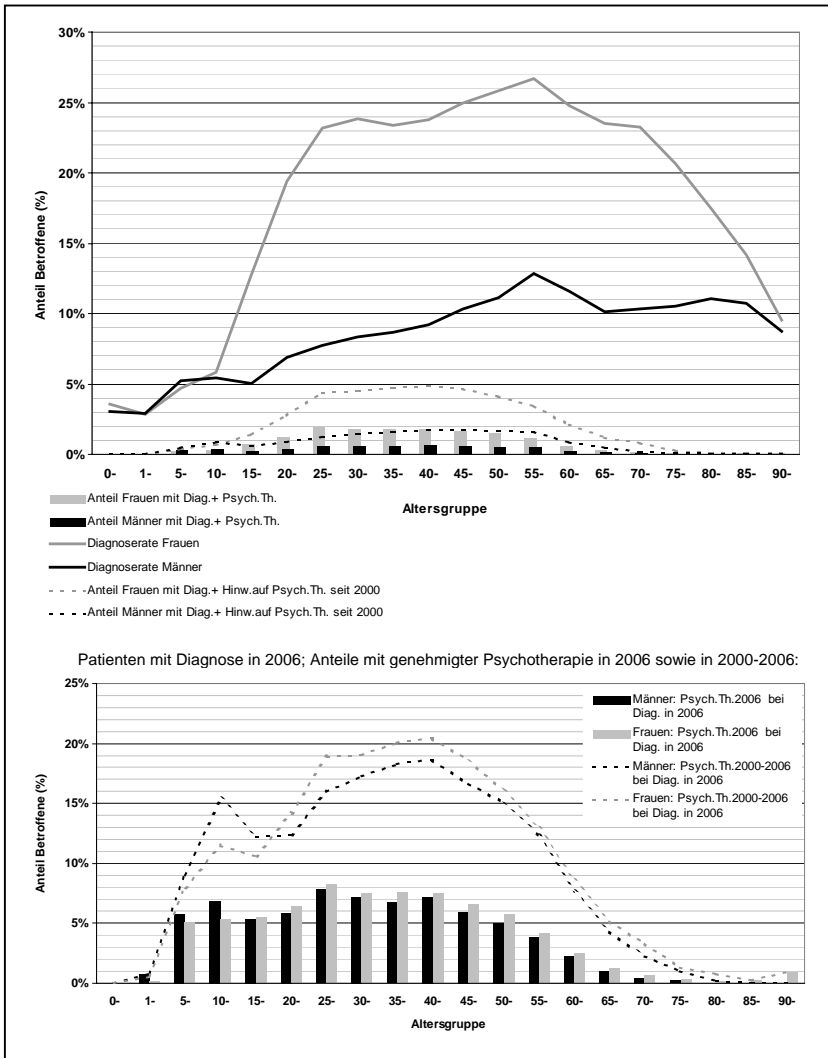 30%
25%
20%
15%
10%
5%
0%
Anteil Betroffene (%)
0- 1- 5- 10- 15- 20- 25- 30- 35- 40- 45- 50- 55- 60- 65- 70- 75- 80- 85- 90-
Altersgruppe
Anteil Frauen mit Diag.+ Psych.Th.
Anteil Männer mit Diag.+ Psych.Th.
Diagnoserate Frauen
Diagnoserate Männer
Anteil Frauen mit Diag.+ Hinw.auf Psych.Th. seit 2000
Anteil Männer mit Diag.+ Hinw.auf Psych.Th. seit 2000
Patienten mit Diagnose in 2006; Anteile mit genehmigter Psychotherapie in 2006 sowie in 2000-2006:
25%
20%
15%
10%
5%
0%
Anteil Betroffene (%)
Männer: Psych.Th.2006 bei
Diag. in 2006
Frauen: Psych.Th.2006 bei
Diag. in 2006
Männer: Psych.Th.2000-2006
bei Diag. in 2006
Frauen: Psych.Th.2000-2006
bei Diag. in 2006
0- 1- 5- 10- 15- 20- 25- 30- 35- 40- 45- 50- 55- 60- 65- 70- 75- 80- 85- 90-
Altersgruppe